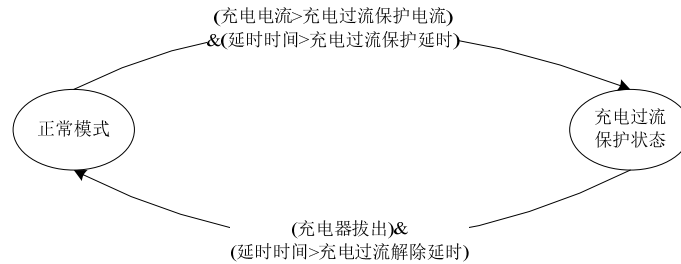 (充电电流>充电过流保护电流)
&(延时时间>充电过流保护延时)
正常模式
充电过流
保护状态
(充电器拔出)&
(延时时间>充电过流解除延时)